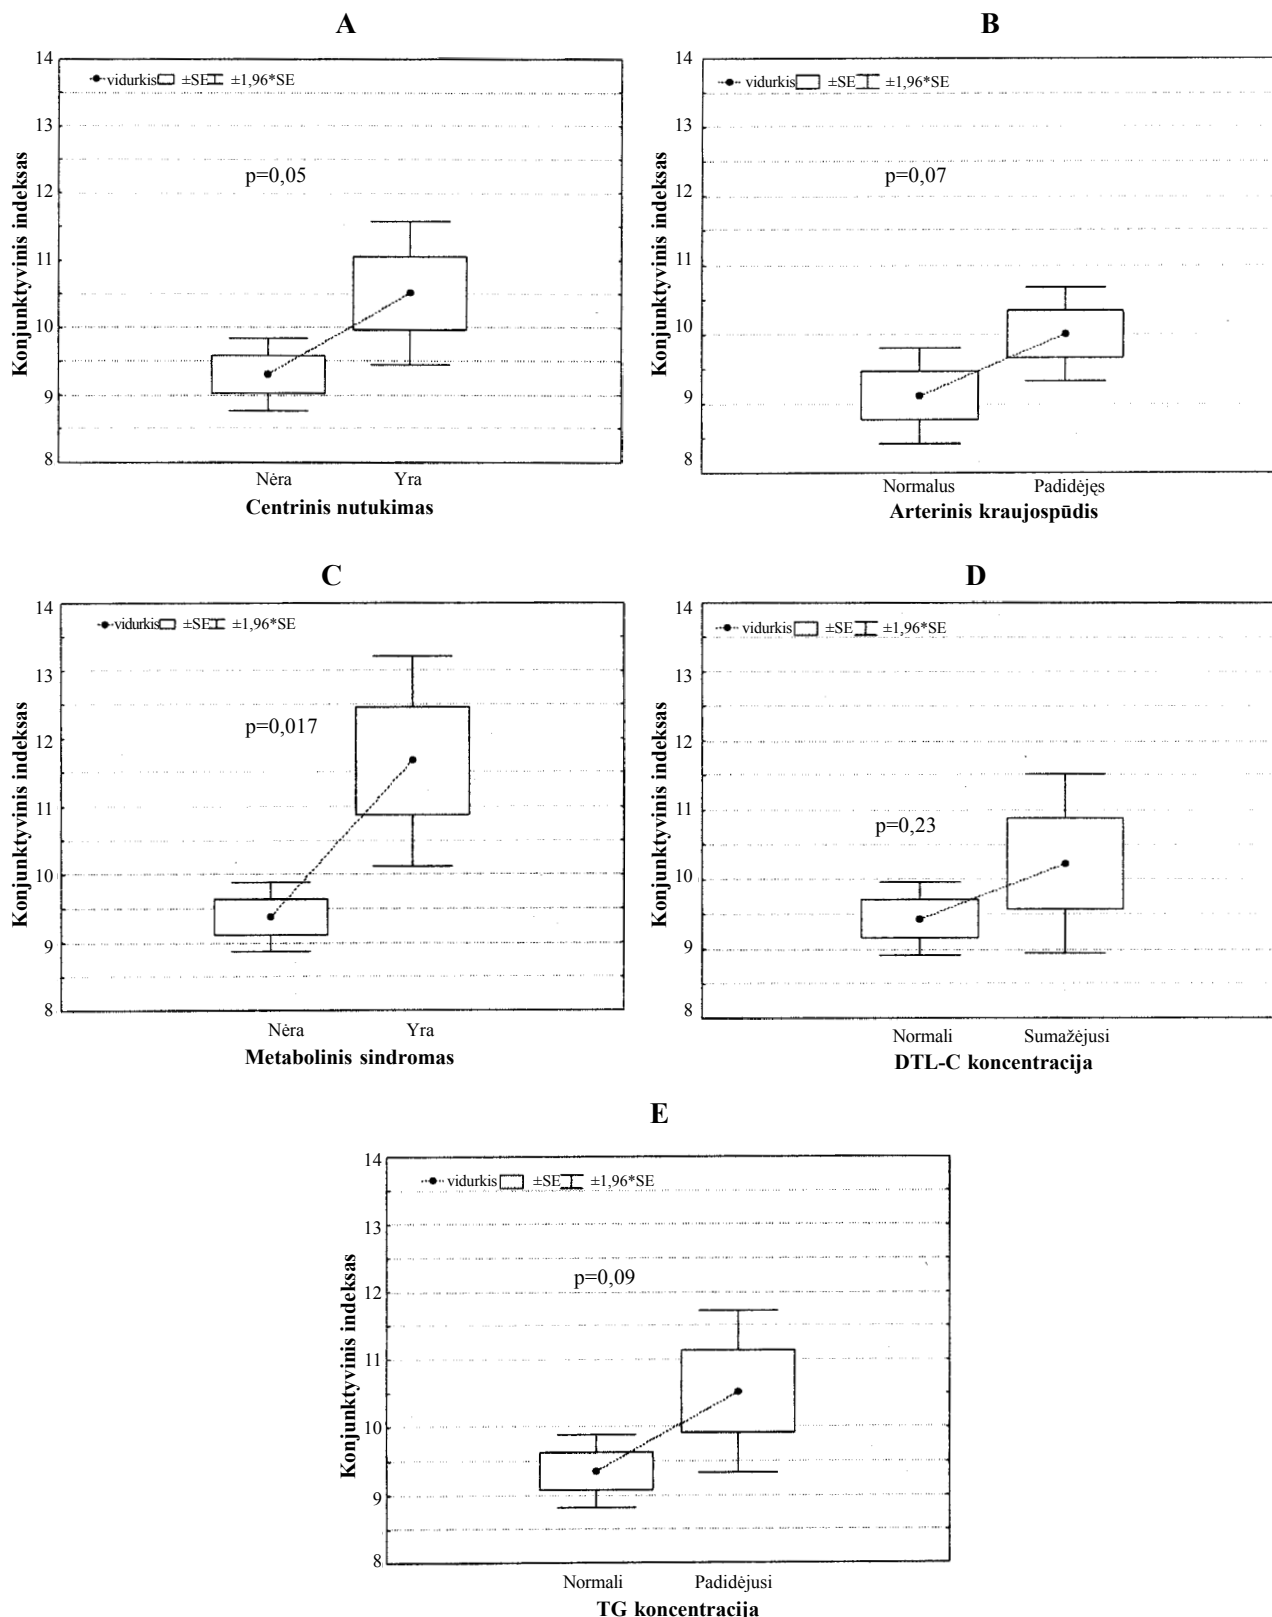 A
14
13
12
11
10
9
8
Konjunktyvinis indeksas
vidurkis ±SE ±1,96*SE
p=0,05
Nėra Yra
Centrinis nutukimas
B
14
13
12
11
10
9
8
Konjunktyvinis indeksas
vidurkis ±SE ±1,96*SE
p=0,07
Normalus Padidėjęs
Arterinis kraujospūdis
C
14
13
12
11
10
9
8
Konjunktyvinis indeksas
vidurkis ±SE ±1,96*SE
p=0,017
Nėra Yra
Metabolinis sindromas
D
14
13
12
11
10
9
8
Konjunktyvinis indeksas
vidurkis ±SE ±1,96*SE
p=0,23
Normali Sumažėjusi
DTL-C koncentracija
E
14
13
12
11
10
9
8
Konjunktyvinis indeksas
vidurkis ±SE ±1,96*SE
p=0,09
Normali Padidėjusi
TG koncentracija